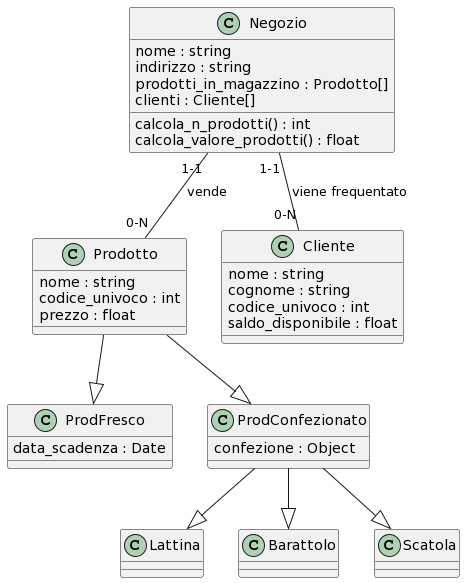 C Negozio
nome : string
indirizzo : string
prodotti_in_magazzino : Prodotto[]
clienti : Cliente[]
calcola_n_prodotti() : int
calcola_valore_prodotti() : float
1-1
1-1
vende
viene frequentato
0-N
0-N
C Prodotto
nome : string
codice_univoco : int
prezzo : float
C Cliente
nome : string
cognome : string
codice_univoco : int
saldo_disponibile : float
C ProdFresco
data_scadenza : Date
C ProdConfezionato
confezione : Object
C Lattina
C Barattolo
C Scatola